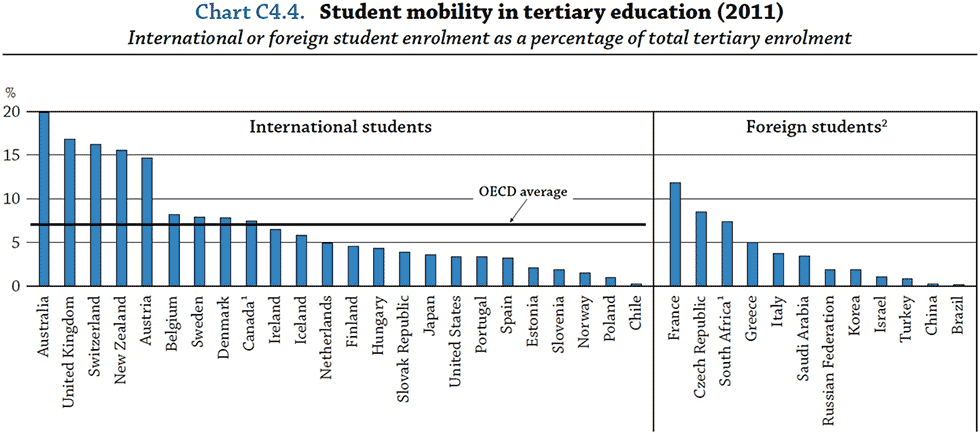 Chart C4.4. Student mobility in tertiary education (2011)
International or foreign student enrolment as a percentage of total tertiary enrolment
%
20
15
10
5
0
International students
Foreign students²
OECD average
Australia
United Kingdom
Switzerland
New Zealand
Austria
Belgium
Sweden
Denmark
Canada¹
Ireland
Iceland
Netherlands
Finland
Hungary
Slovak Republic
Japan
United States
Portugal
Spain
Estonia
Slovenia
Norway
Poland
Chile
France
Czech Republic
South Africa¹
Greece
Italy
Saudi Arabia
Russian Federation
Korea
Israel
Turkey
China
Brazil